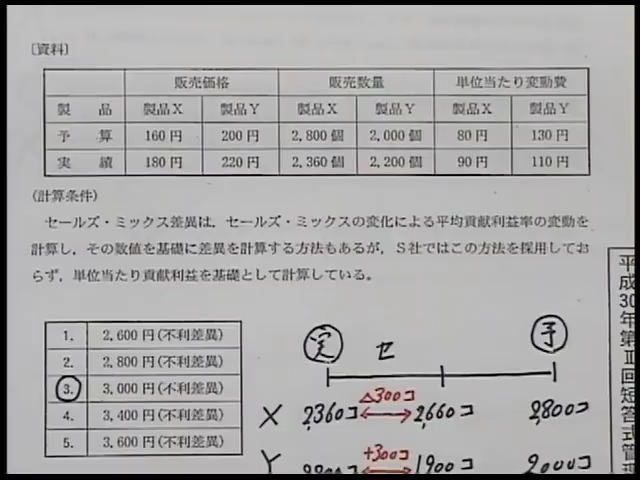 〔資料〕
販売価格 販売数量 単位当たり変動費
製品 製品X 製品Y 製品X 製品Y 製品X 製品Y
予算 160円 200円 2,800個 2,000個 80円 130円
実績 180円 220円 2,360個 2,200個 90円 110円
(計算条件)
セールズ・ミックス差異は，セールズ・ミックスの変化による平均貢献利益率の変動を
計算し，その数値を基礎に差異を計算する方法もあるが，S社ではこの方法を採用してお
らず，単位当たり貢献利益を基礎として計算している。
1. 2,600円(不利差異)
2. 2,800円(不利差異)
3. 3,000円(不利差異)
4. 3,400円(不利差異)
5. 3,600円(不利差異)
実 セ 予
△300コ
X 2,360コ 2,660コ 2,800コ
+300コ
Y 2200コ 1900コ 2000コ
平成30年第Ⅱ回短答式管理